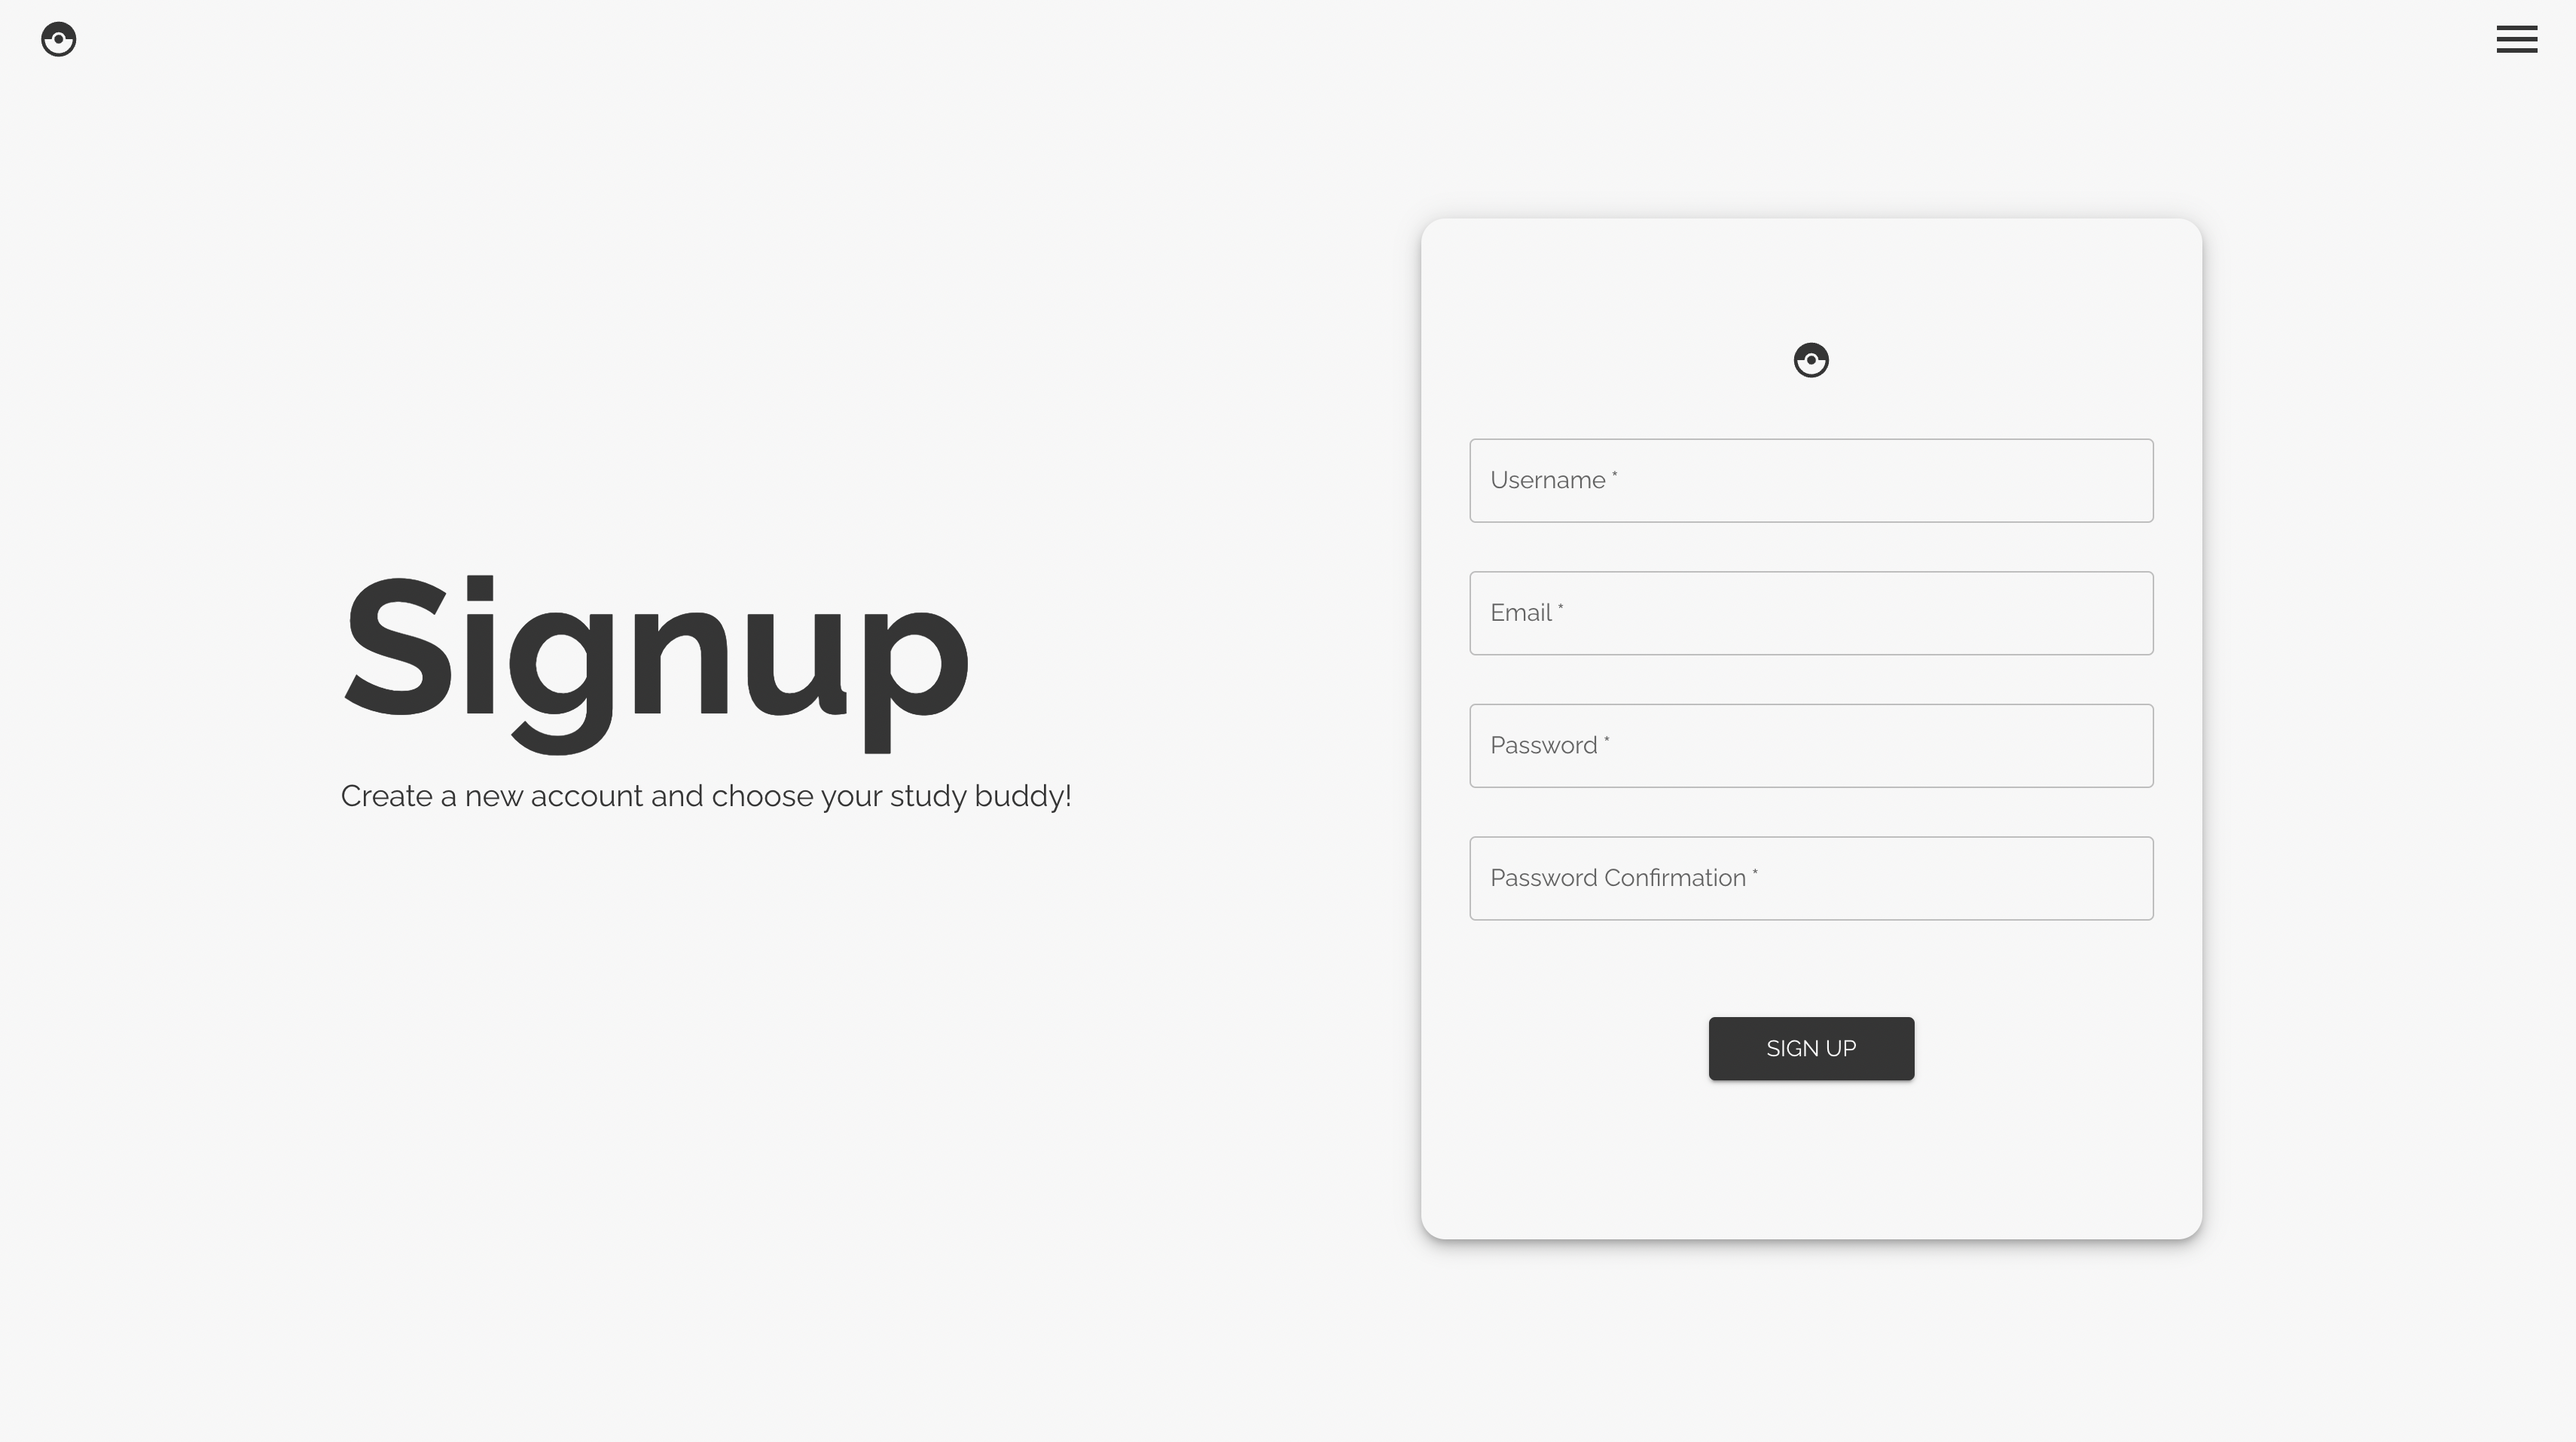 Signup
Create a new account and choose your study buddy!
Username *
Email *
Password *
Password Confirmation *
SIGN UP